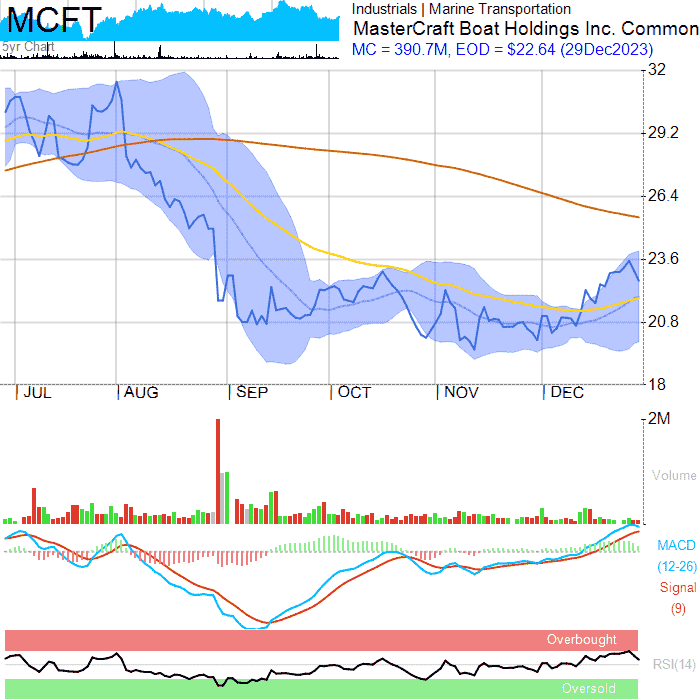 MCFT
5yr Chart
Industrials | Marine Transportation
MasterCraft Boat Holdings Inc. Common
MC = 390.7M, EOD = $22.64 (29Dec2023)
32
29.2
26.4
23.6
20.8
18
JUL AUG SEP OCT NOV DEC
2M
Volume
MACD
(12-26)
Signal
(9)
Overbought
RSI(14)
Oversold